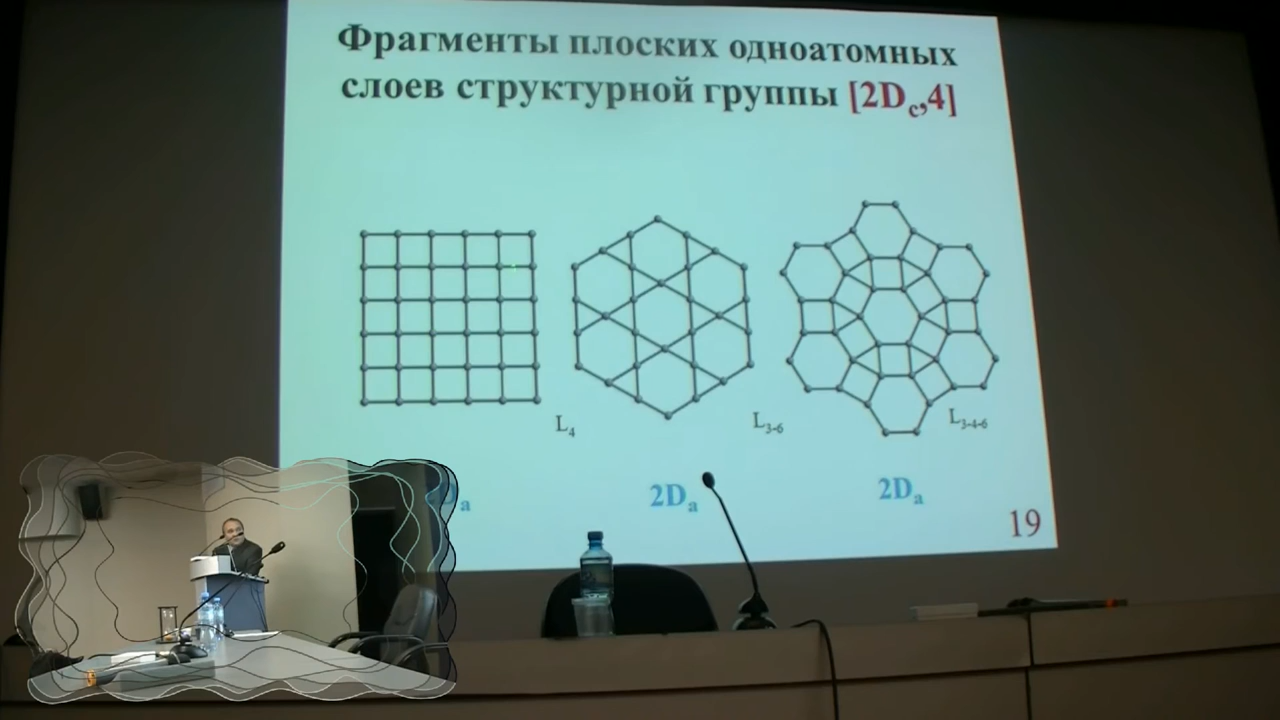 Фрагменты плоских одноатомных
слоев структурной группы [2Dc,4]
L4
L3-6
L3-4-6
2Da
2Da
19